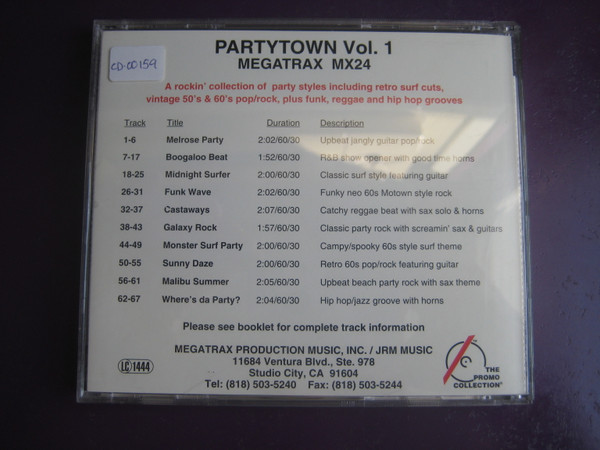 CD-00159
PARTYTOWN Vol. 1
MEGATRAX MX24
A rockin' collection of party styles including retro surf cuts,
vintage 50's & 60's pop/rock, plus funk, reggae and hip hop grooves
Track Title Duration Description
1-6 Melrose Party 2:02/60/30 Upbeat jangly guitar pop/rock
7-17 Boogaloo Beat 1:52/60/30 R&B show opener with good time horns
18-25 Midnight Surfer 2:00/60/30 Classic surf style featuring guitar
26-31 Funk Wave 2:02/60/30 Funky neo 60s Motown style rock
32-37 Castaways 2:07/60/30 Catchy reggae beat with sax solo & horns
38-43 Galaxy Rock 1:57/60/30 Classic party rock with screamin' sax & guitars
44-49 Monster Surf Party 2:00/60/30 Campy/spooky 60s style surf theme
50-55 Sunny Daze 2:00/60/30 Retro 60s pop/rock featuring guitar
56-61 Malibu Summer 2:05/60/30 Upbeat beach party rock with sax theme
62-67 Where's da Party? 2:04/60/30 Hip hop/jazz groove with horns
Please see booklet for complete track information
MEGATRAX PRODUCTION MUSIC, INC. / JRM MUSIC
11684 Ventura Blvd., Ste. 978
Studio City, CA 91604
Tel: (818) 503-5240 Fax: (818) 503-5244
LC 1444
THE
PROMO
COLLECTION